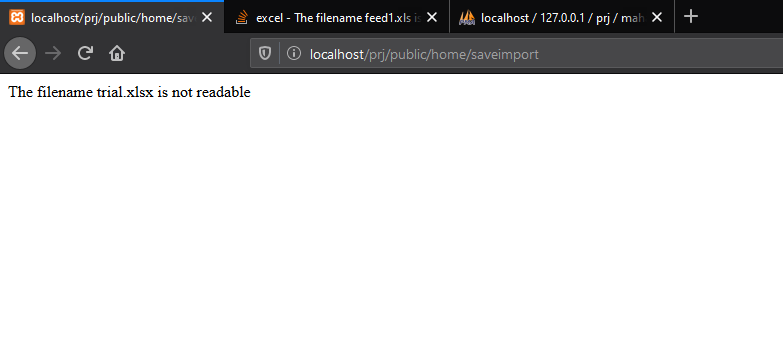 localhost/prj/public/home/sav
excel - The filename feed1.xls is
localhost / 127.0.0.1 / prj / mah
localhost/prj/public/home/saveimport
The filename trial.xlsx is not readable